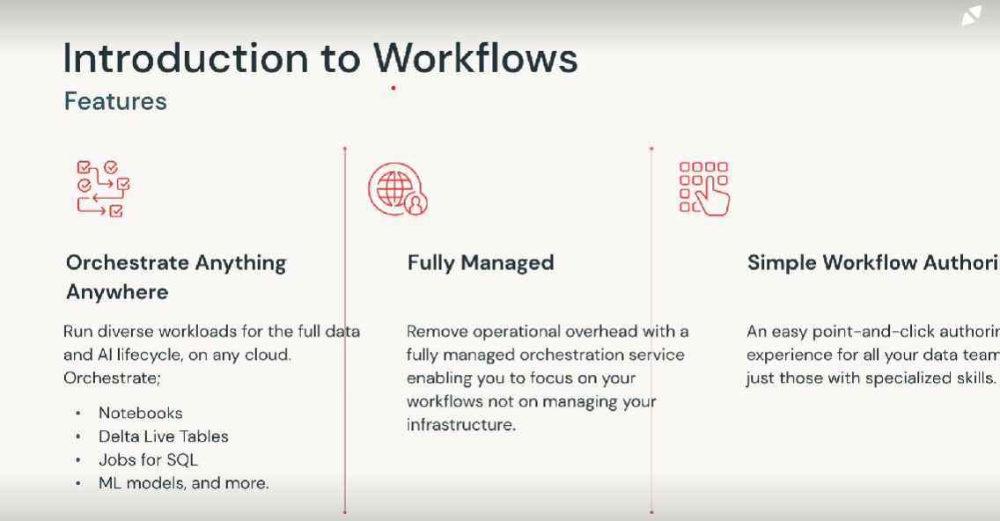 Introduction to Workflows
Features
Orchestrate Anything
Anywhere
Run diverse workloads for the full data
and AI lifecycle, on any cloud.
Orchestrate;
• Notebooks
• Delta Live Tables
• Jobs for SQL
• ML models, and more.
Fully Managed
Remove operational overhead with a
fully managed orchestration service
enabling you to focus on your
workflows not on managing your
infrastructure.
Simple Workflow Authori
An easy point-and-click authorin
experience for all your data team
just those with specialized skills.